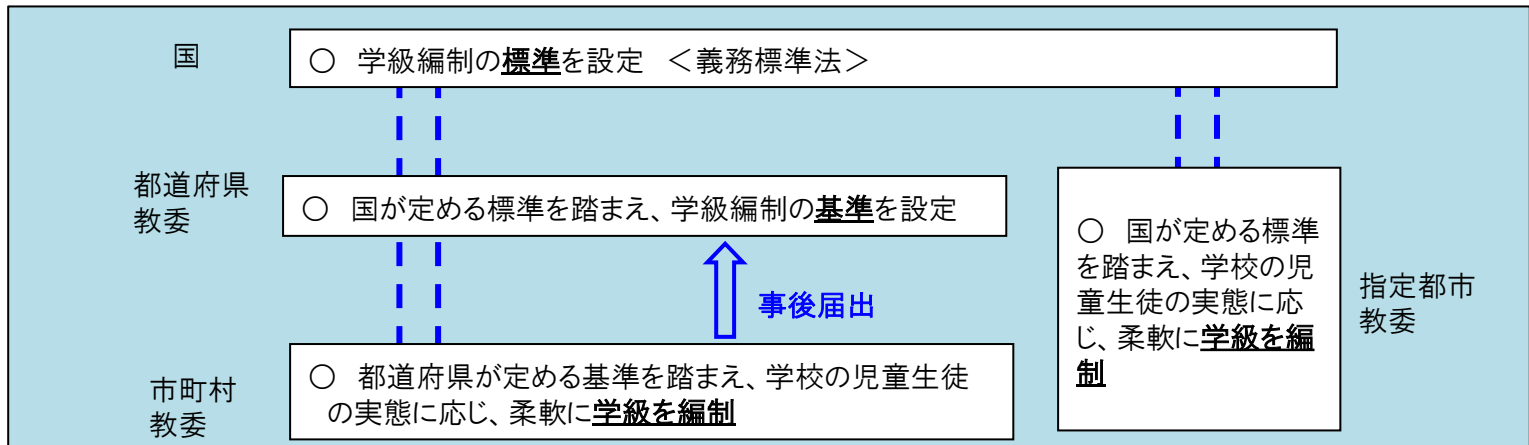 国
○ 学級編制の標準を設定 ＜義務標準法＞
都道府県
教委
○ 国が定める標準を踏まえ、学級編制の基準を設定
事後届出
市町村
教委
○ 都道府県が定める基準を踏まえ、学校の児童生徒
の実態に応じ、柔軟に学級を編制
○ 国が定める標準
を踏まえ、学校の児
童生徒の実態に応
じ、柔軟に学級を編
制
指定都市
教委